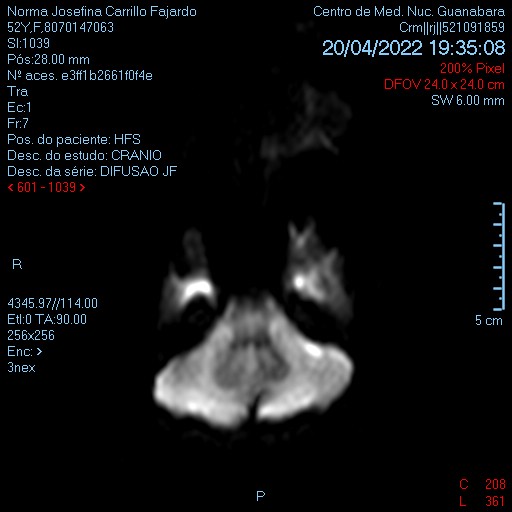 Norma Josefina Carrillo Fajardo
52Y,F,8070147063
Sl:1039
Pós:28.00 mm
Nº aces. e3ff1b2661f0f4e
Tra
Ec:1
Fr:7
Pos. do paciente: HFS
Desc. do estudo: CRANIO
Desc. da série: DIFUSAO JF
< 601 - 1039 >
Centro de Med. Nuc. Guanabara
Crm||rj||521091859
20/04/2022 19:35:08
200% Pixel
DFOV 24.0 x 24.0 cm
SW 6.00 mm
R
4345.97//114.00
Etl:0 TA:90.00
256x256
Enc: >
3nex
5 cm
P
C 208
L 361